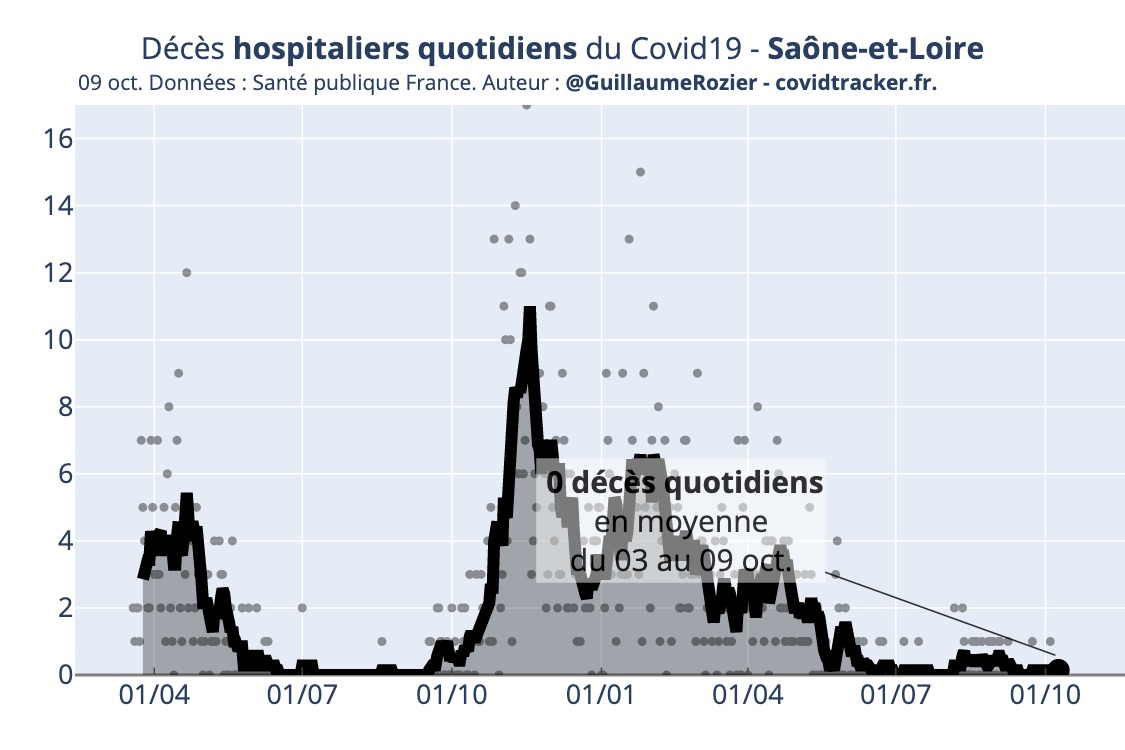 Décès hospitaliers quotidiens du Covid19 - Saône-et-Loire
09 oct. Données : Santé publique France. Auteur : @GuillaumeRozier - covidtracker.fr.
16
14
12
10
8
6
4
2
0
0 décès quotidiens
en moyenne
du 03 au 09 oct.
01/04 01/07 01/10 01/01 01/04 01/07 01/10